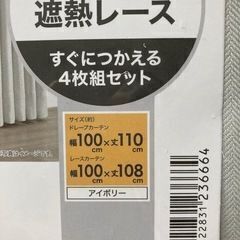 遮熱レース
すぐにつかえる
4枚組セット
サイズ(約)
ドレープカーテン
幅100cm×丈110cm
レースカーテン
幅100cm×丈108cm
アイボリー
22831 236664